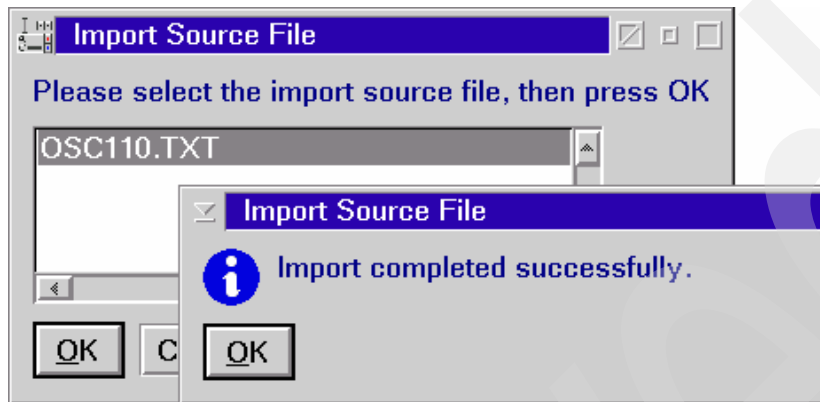 Import Source File
Please select the import source file, then press OK
OSC110.TXT
Import Source File
Import completed successfully.
OK
C
OK